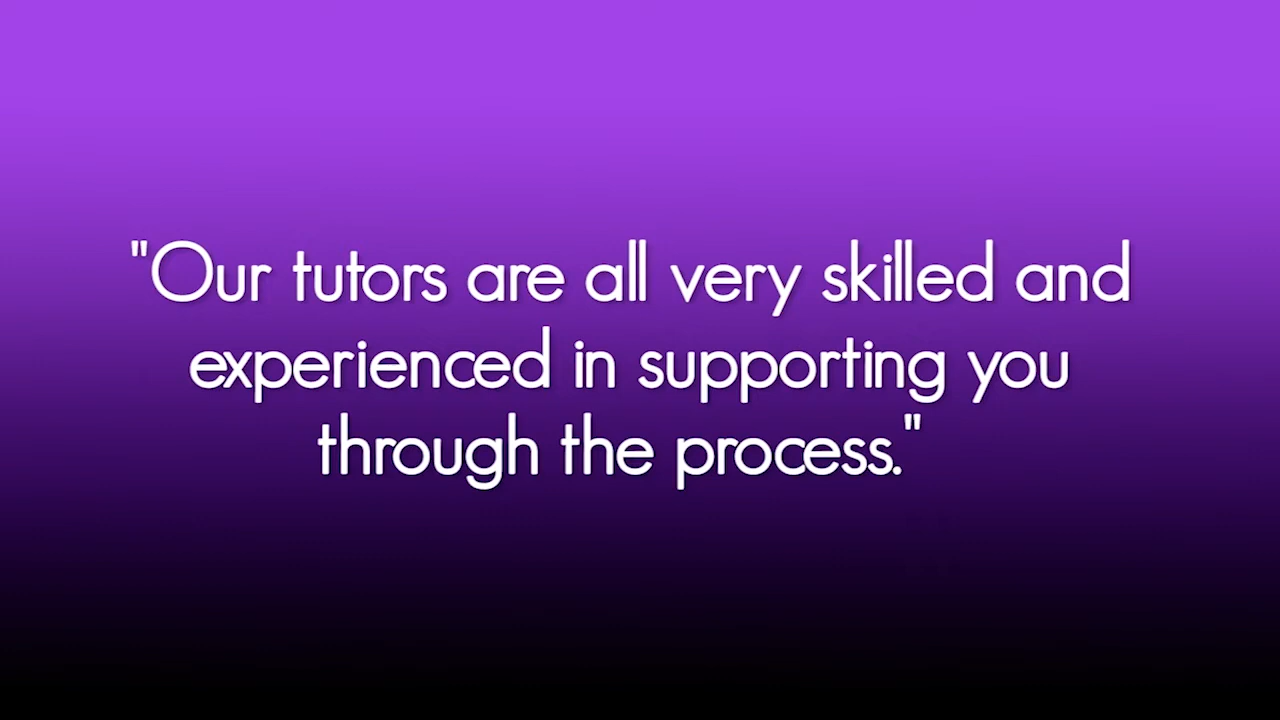 "Our tutors are all very skilled and
experienced in supporting you
through the process."